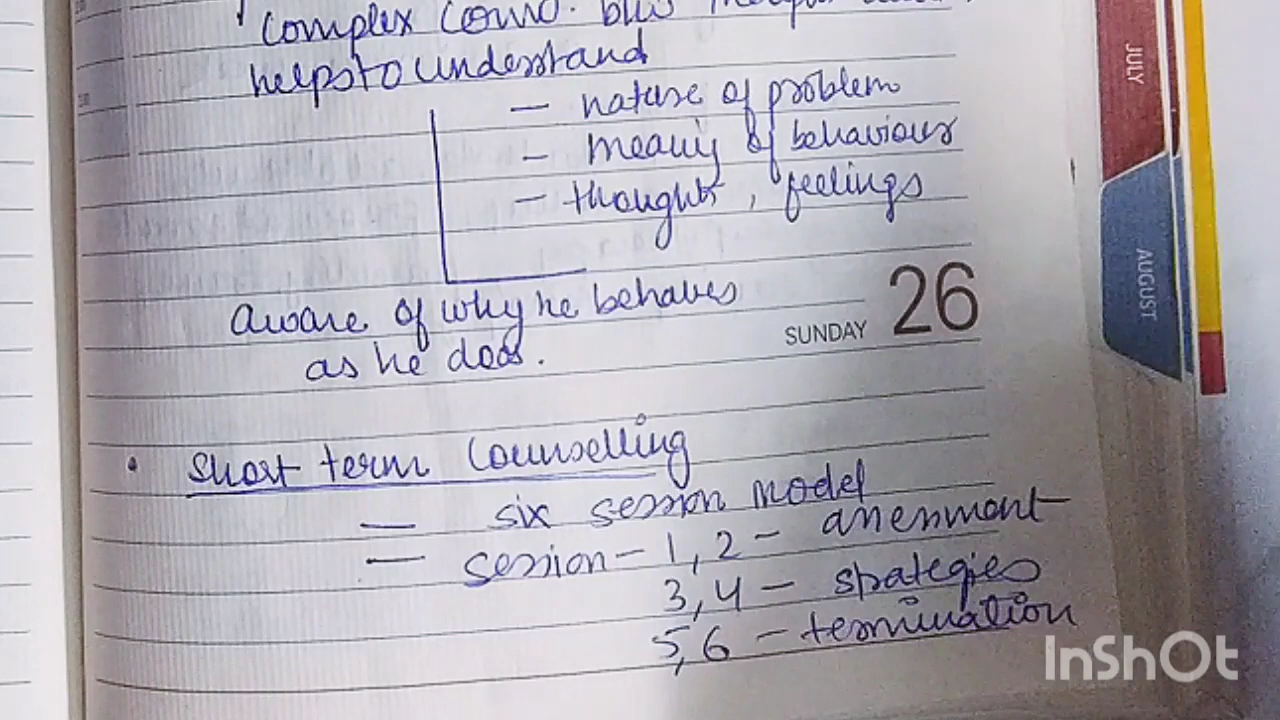 complex
helps to understand
- nature of problem
- meaning of behaviour
- thoughts, feelings
aware of why he behaves
as he does.
SUNDAY 26
• Short term Counselling
- six session model
- session - 1, 2 - assessment
3, 4 - strategies
5, 6 - termination
JULY
AUGUST
InShOt